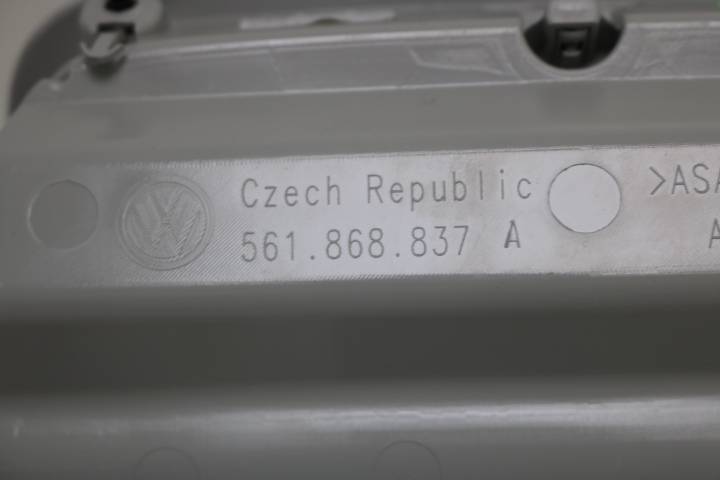 Czech Republic
561.868.837 A
>ASA
A